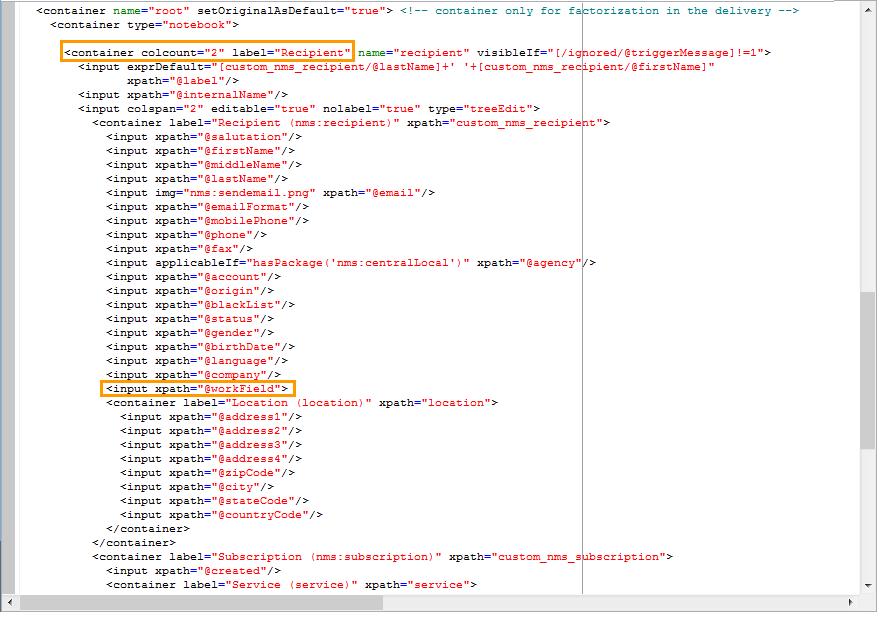 <container name="root" setOriginalAsDefault="true"> <!-- container only for factorization in the delivery -->
<container type="notebook">
<container colcount="2" label="Recipient" name="recipient" visibleIf="[/ignored/@triggerMessage]!=1">
<input exprDefault="[custom_nms_recipient/@lastName]+' '+[custom_nms_recipient/@firstName]"
xpath="@label"/>
<input xpath="@internalName"/>
<input colspan="2" editable="true" nolabel="true" type="treeEdit">
<container label="Recipient (nms:recipient)" xpath="custom_nms_recipient">
<input xpath="@salutation"/>
<input xpath="@firstName"/>
<input xpath="@middleName"/>
<input xpath="@lastName"/>
<input img="nms:sendemail.png" xpath="@email"/>
<input xpath="@emailFormat"/>
<input xpath="@mobilePhone"/>
<input xpath="@phone"/>
<input xpath="@fax"/>
<input applicableIf="hasPackage('nms:centralLocal')" xpath="@agency"/>
<input xpath="@account"/>
<input xpath="@origin"/>
<input xpath="@blackList"/>
<input xpath="@status"/>
<input xpath="@gender"/>
<input xpath="@birthDate"/>
<input xpath="@language"/>
<input xpath="@company"/>
<input xpath="@workField">
<container label="Location (location)" xpath="location">
<input xpath="@address1"/>
<input xpath="@address2"/>
<input xpath="@address3"/>
<input xpath="@address4"/>
<input xpath="@zipCode"/>
<input xpath="@city"/>
<input xpath="@stateCode"/>
<input xpath="@countryCode"/>
</container>
</container>
<container label="Subscription (nms:subscription)" xpath="custom_nms_subscription">
<input xpath="@created"/>
<container label="Service (service)" xpath="service">